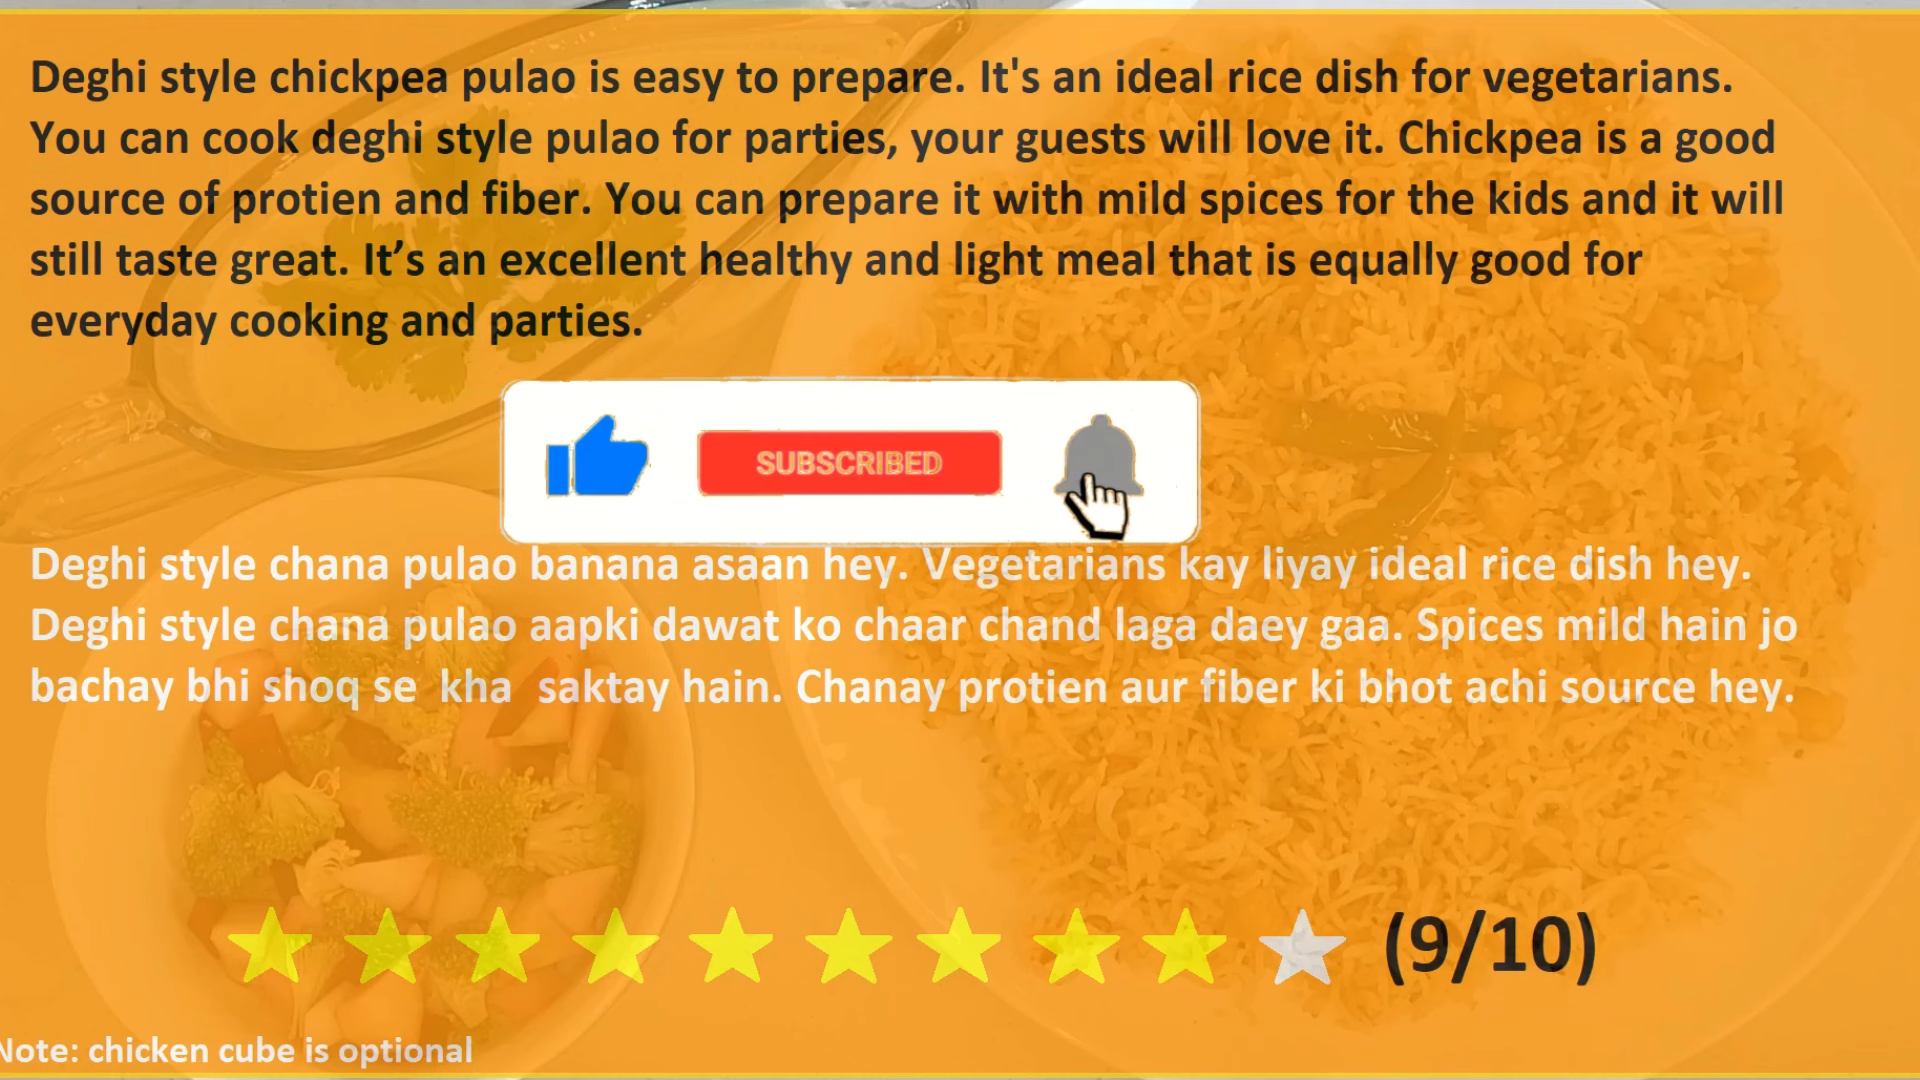 Deghi style chickpea pulao is easy to prepare. It's an ideal rice dish for vegetarians.
You can cook deghi style pulao for parties, your guests will love it. Chickpea is a good
source of protien and fiber. You can prepare it with mild spices for the kids and it will
still taste great. It’s an excellent healthy and light meal that is equally good for
everyday cooking and parties.
SUBSCRIBED
Deghi style chana pulao banana asaan hey. Vegetarians kay liyay ideal rice dish hey.
Deghi style chana pulao aapki dawat ko chaar chand laga daey gaa. Spices mild hain jo
bachay bhi shoq se kha saktay hain. Chanay protien aur fiber ki bhot achi source hey.
(9/10)
Note: chicken cube is optional